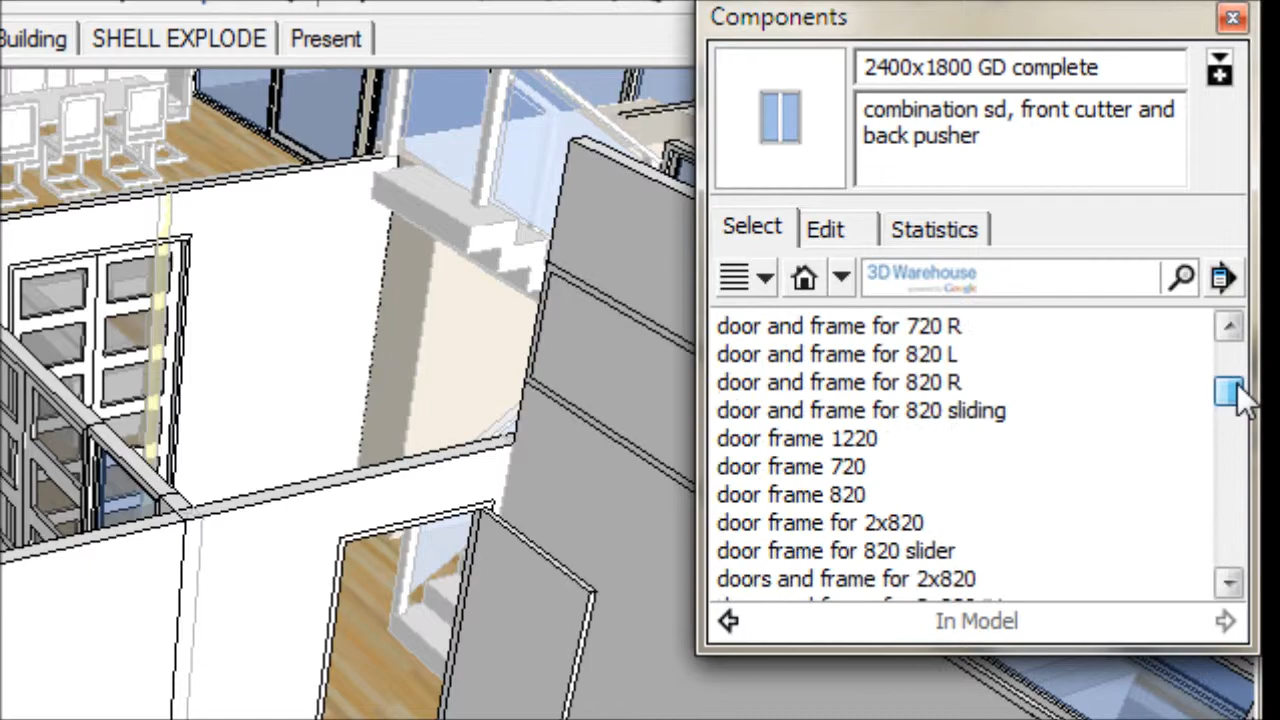 Components
Building
SHELL EXPLODE
Present
2400x1800 GD complete
combination sd, front cutter and
back pusher
Select
Edit
Statistics
3D Warehouse
powered by Google
door and frame for 720 R
door and frame for 820 L
door and frame for 820 R
door and frame for 820 sliding
door frame 1220
door frame 720
door frame 820
door frame for 2x820
door frame for 820 slider
doors and frame for 2x820
In Model